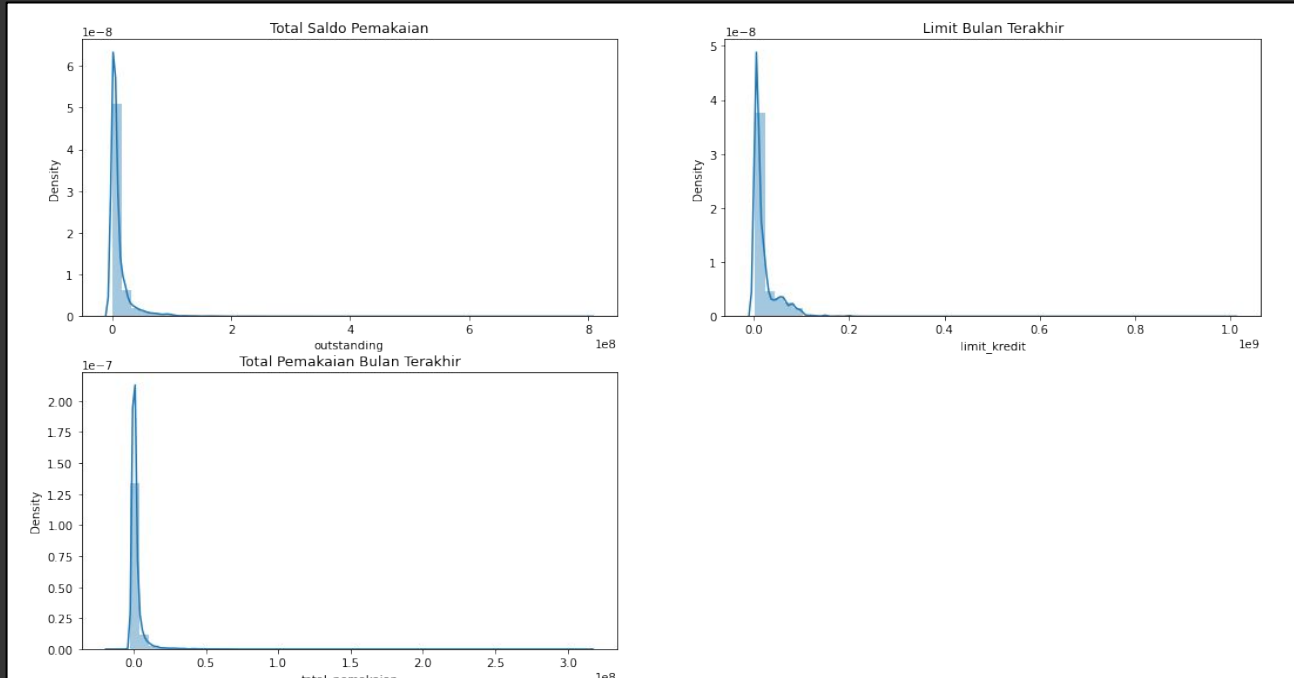 Total Saldo Pemakaian
1e−8
Density
6
5
4
3
2
1
0
0 2 4 6 8
outstanding
1e8
Limit Bulan Terakhir
1e−8
Density
5
4
3
2
1
0
0.0 0.2 0.4 0.6 0.8 1.0
limit_kredit
1e9
Total Pemakaian Bulan Terakhir
1e−7
Density
2.00
1.75
1.50
1.25
1.00
0.75
0.50
0.25
0.00
0.0 0.5 1.0 1.5 2.0 2.5 3.0
total_pemakaian
1e8